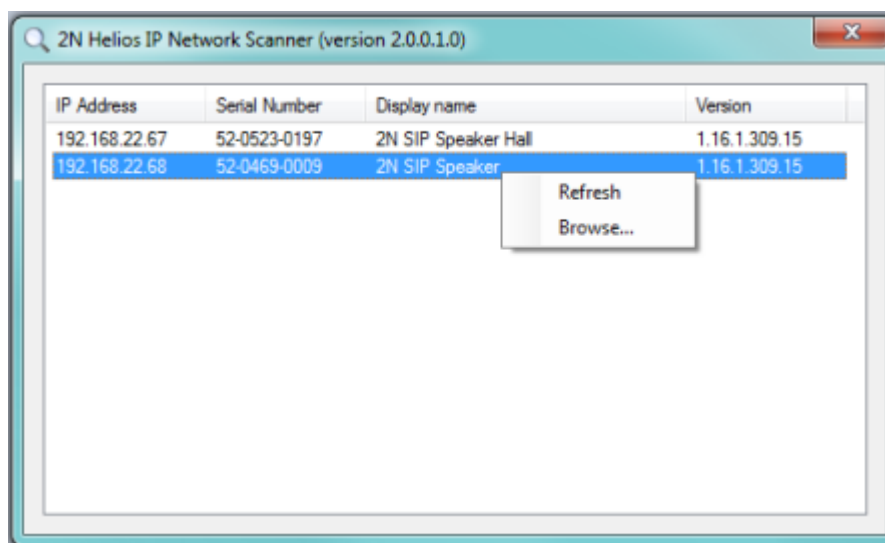 2N Helios IP Network Scanner (version 2.0.0.1.0)
IP Address Serial Number Display name Version
192.168.22.67 52-0523-0197 2N SIP Speaker Hall 1.16.1.309.15
192.168.22.68 52-0469-0009 2N SIP Speaker 1.16.1.309.15
Refresh
Browse...